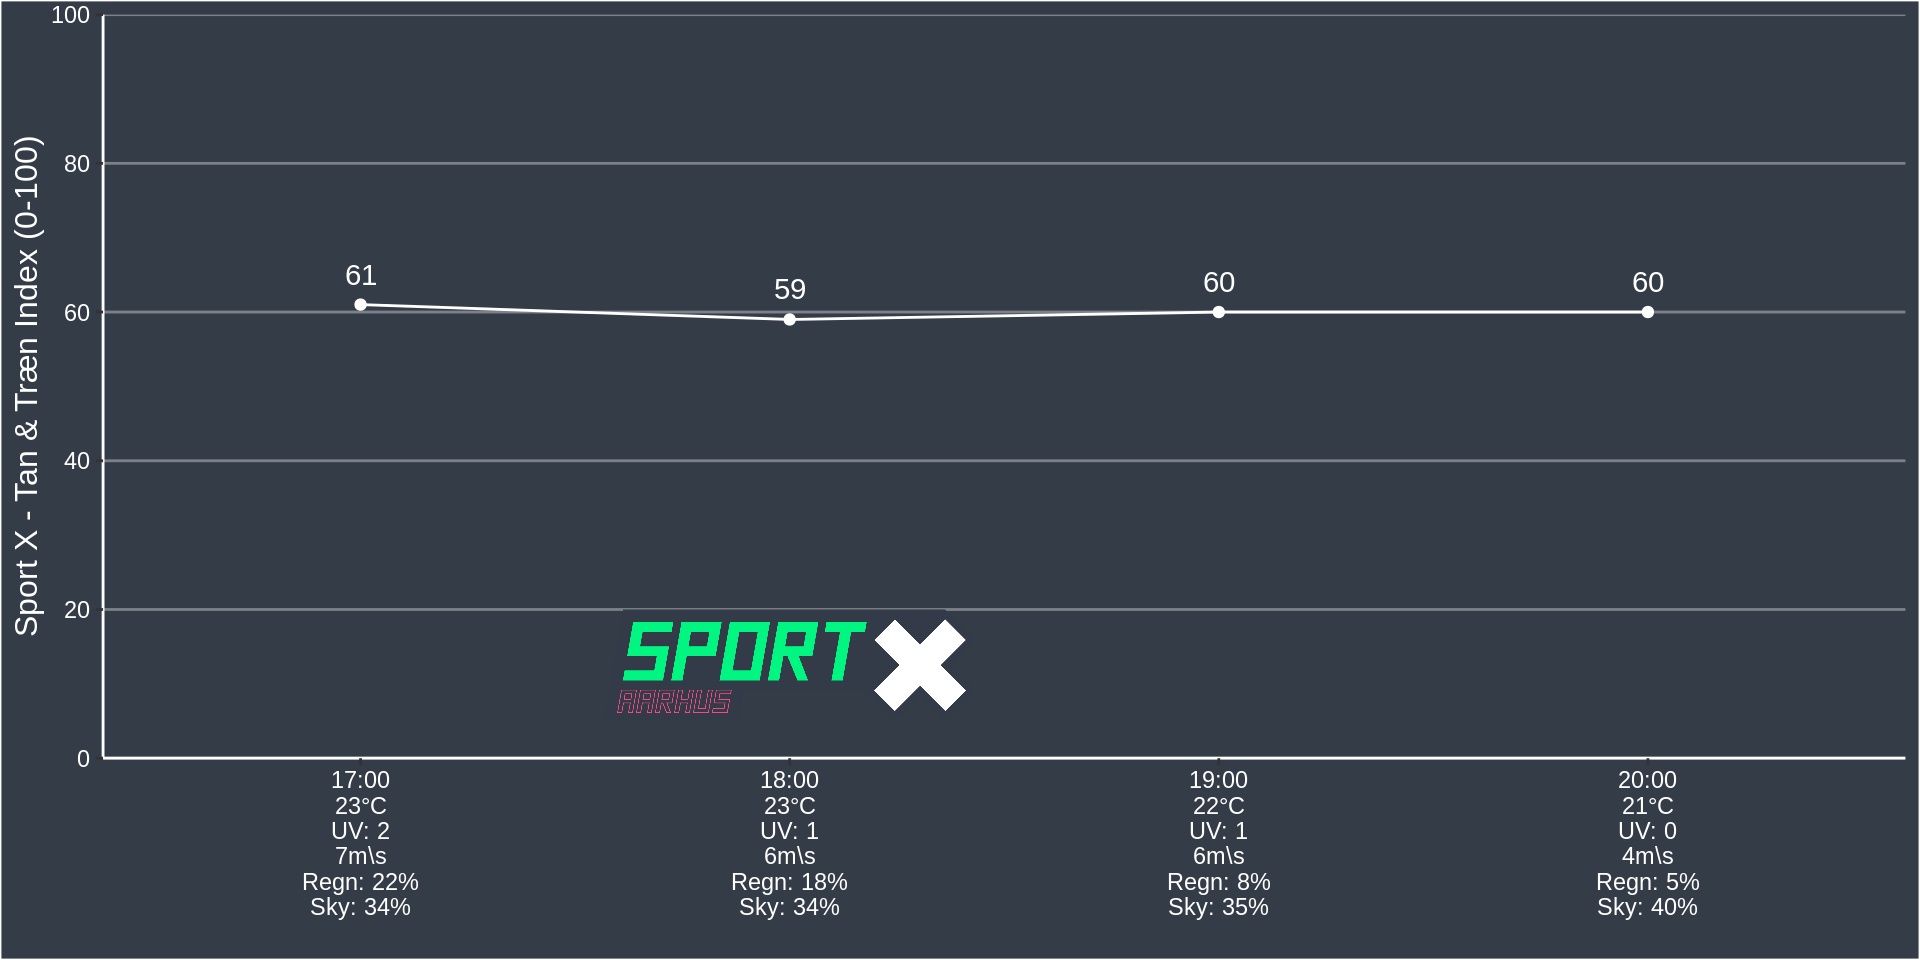 Sport X - Tan & Træn Index (0-100)
100
80
60
40
20
0
61
59
60
60
SPORT X
AARHUS
17:00
23°C
UV: 2
7m\s
Regn: 22%
Sky: 34%
18:00
23°C
UV: 1
6m\s
Regn: 18%
Sky: 34%
19:00
22°C
UV: 1
6m\s
Regn: 8%
Sky: 35%
20:00
21°C
UV: 0
4m\s
Regn: 5%
Sky: 40%